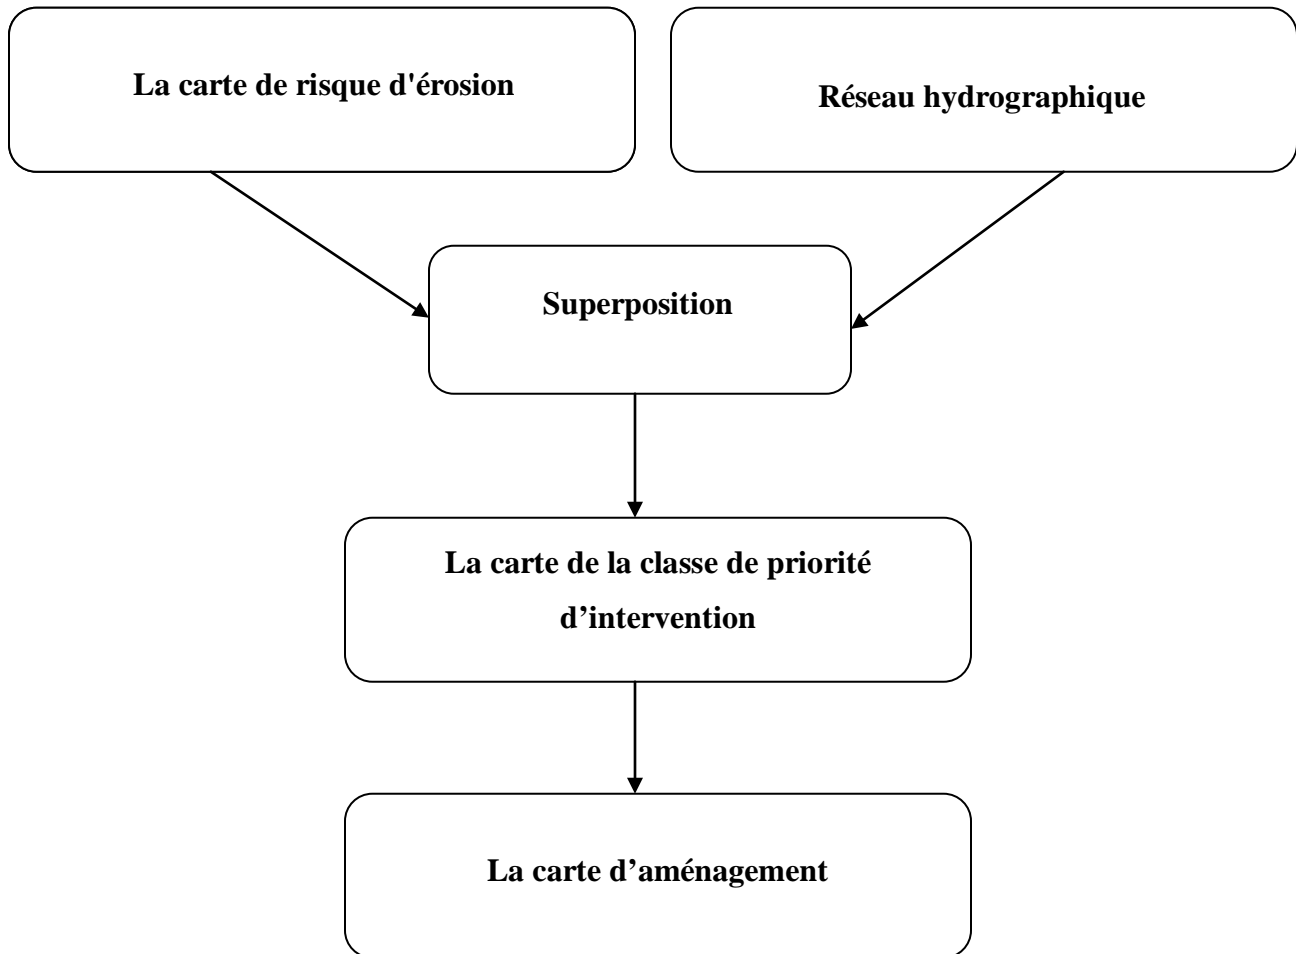 La carte de risque d'érosion
Réseau hydrographique
Superposition
La carte de la classe de priorité
d’intervention
La carte d’aménagement